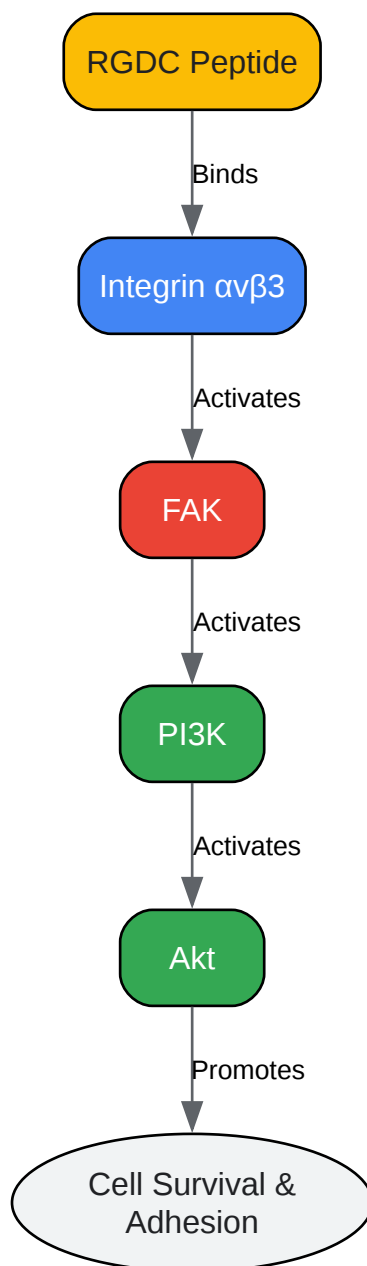 RGDC Peptide
Binds
Integrin αvβ3
Activates
FAK
Activates
PI3K
Activates
Akt
Promotes
Cell Survival &
Adhesion